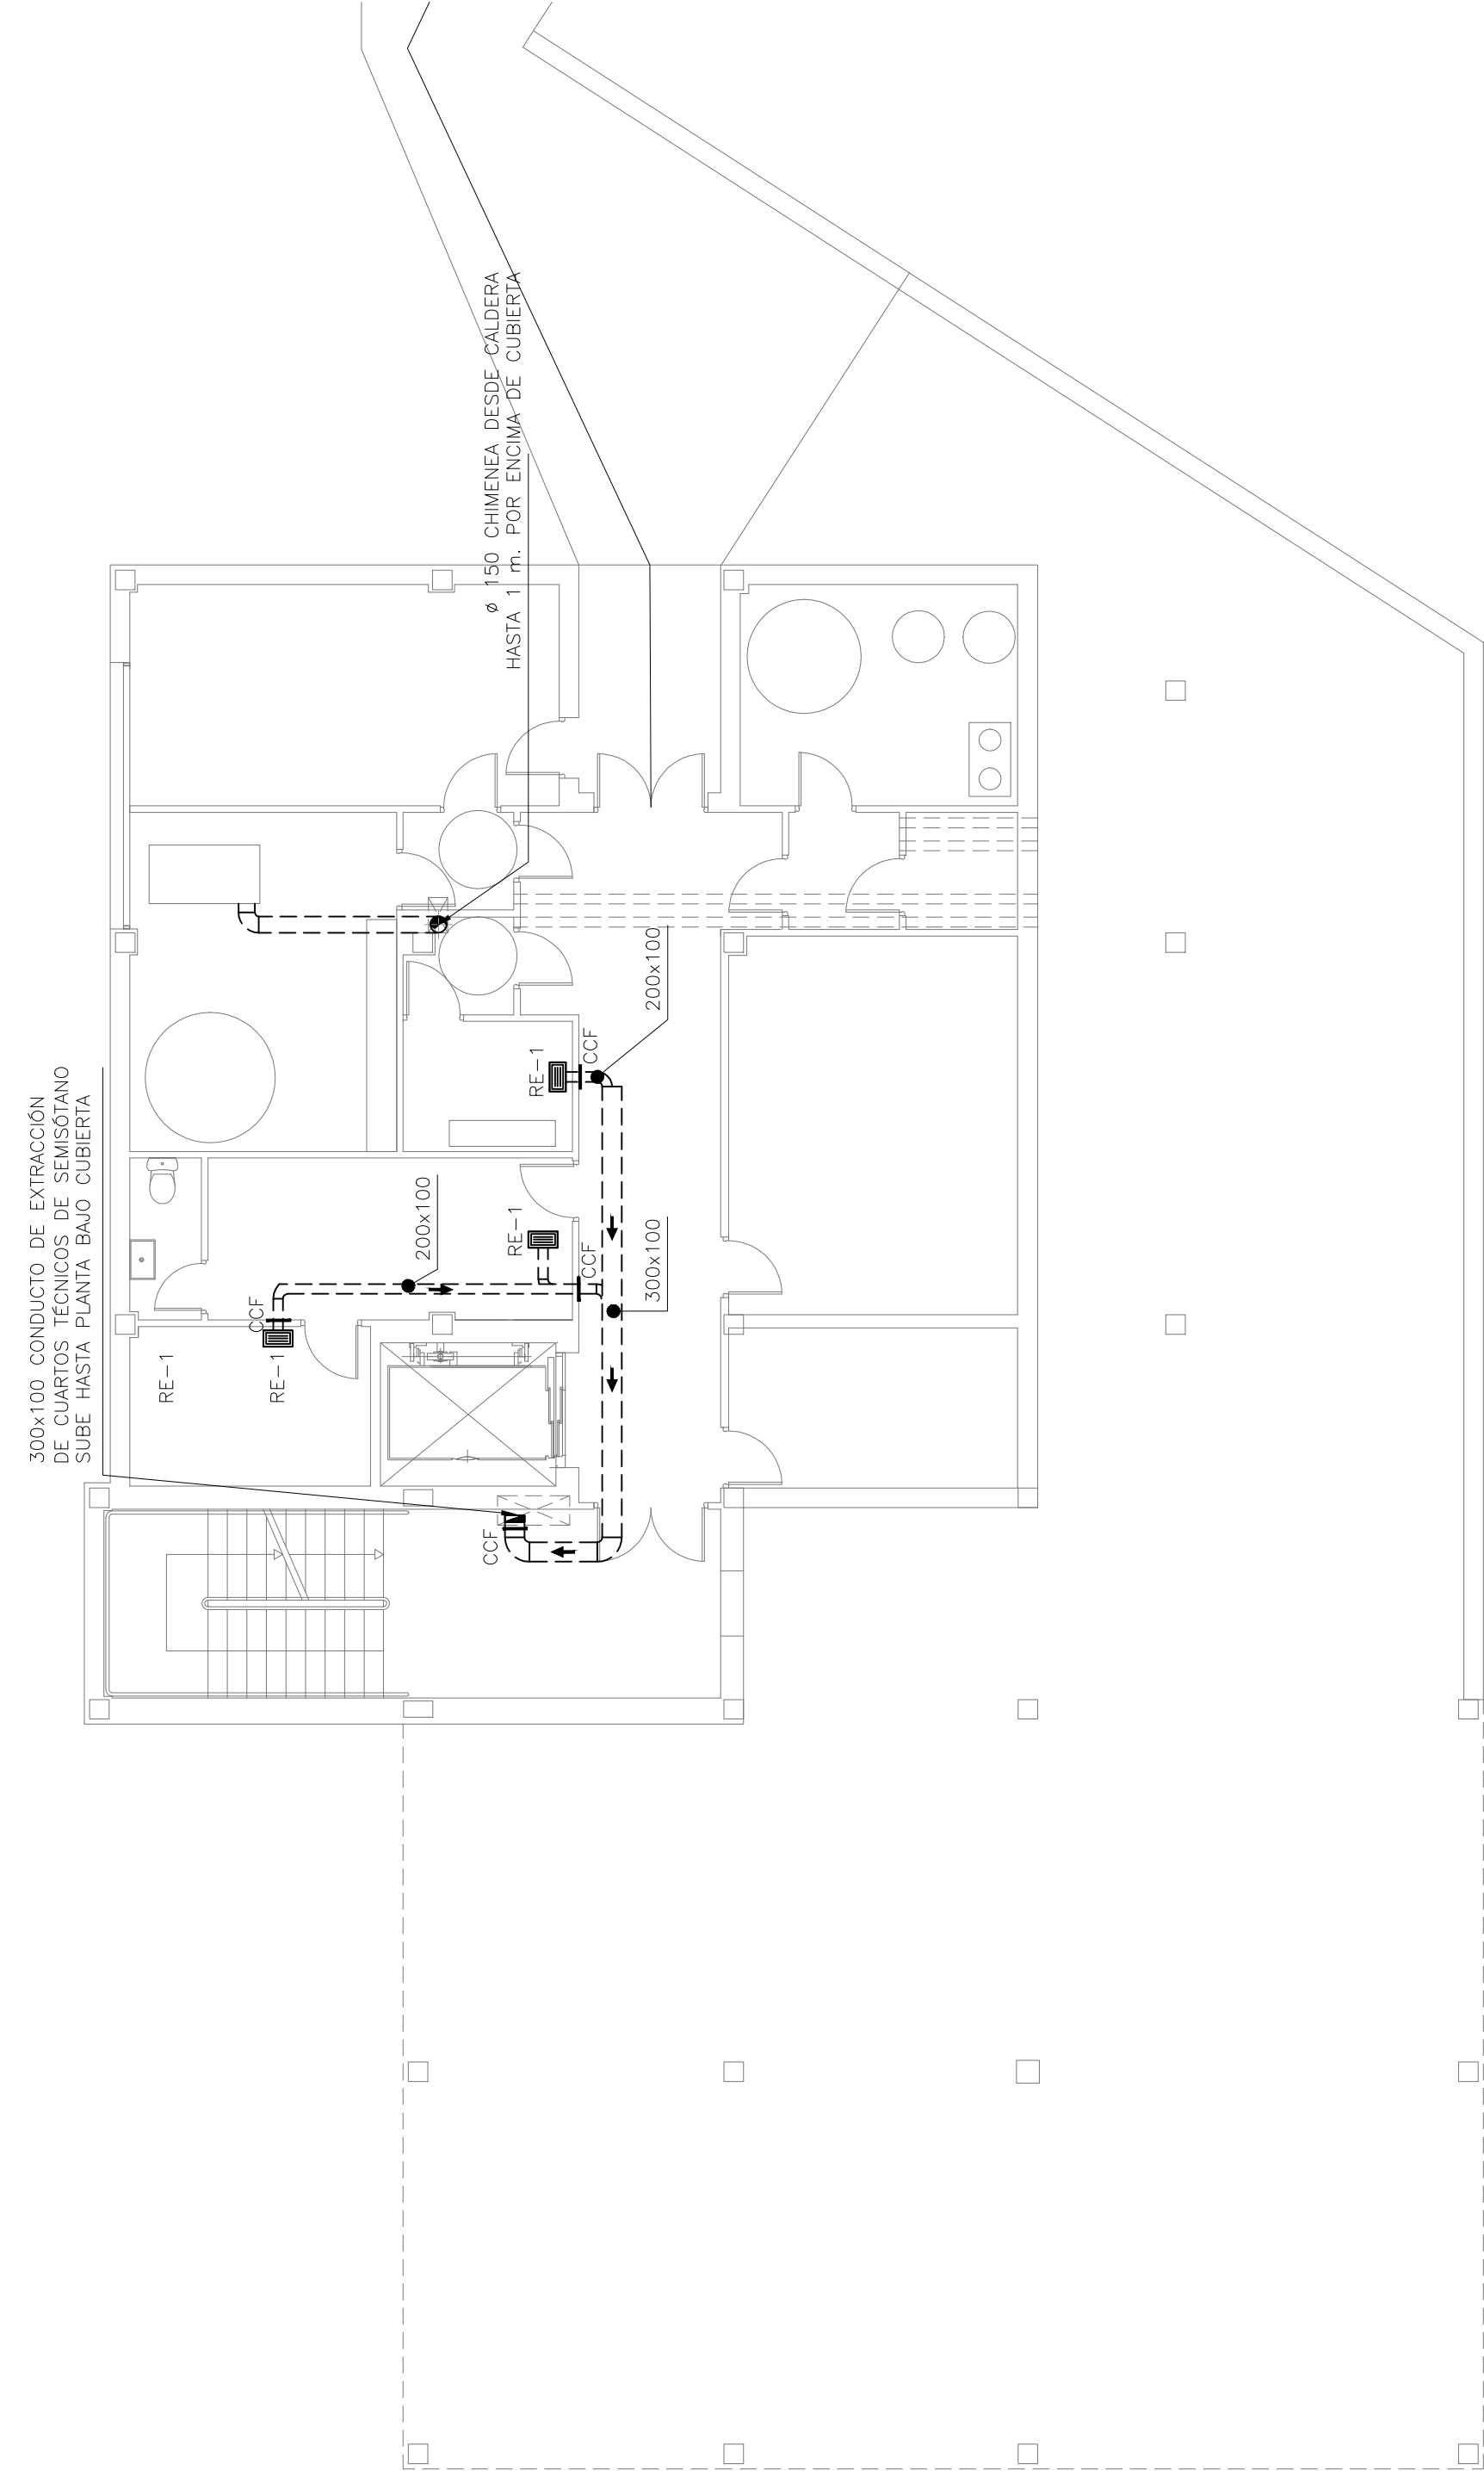 ø 150 CHIMENEA DESDE CALDERA
HASTA 1 m. POR ENCIMA DE CUBIERTA
200x100
CCF
RE-1
300x100 CONDUCTO DE EXTRACCIÓN
DE CUARTOS TÉCNICOS DE SEMISÓTANO
SUBE HASTA PLANTA BAJO CUBIERTA
200x100
RE-1
CCF
300x100
CCF
RE-1
RE-1
CCF